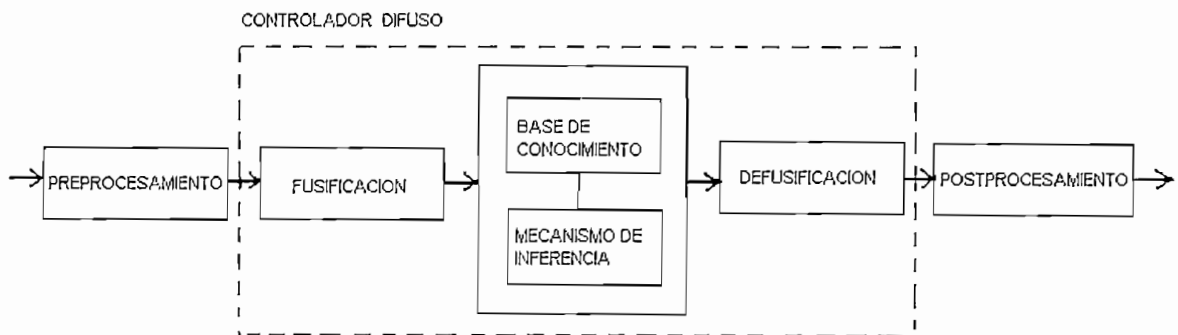 CONTROLADOR DIFUSO
PREPROCESAMIENTO
FUSIFICACION
BASE DE
CONOCIMIENTO
MECANISMO DE
INFERENCIA
DEFUSIFICACION
POSTPROCESAMIENTO